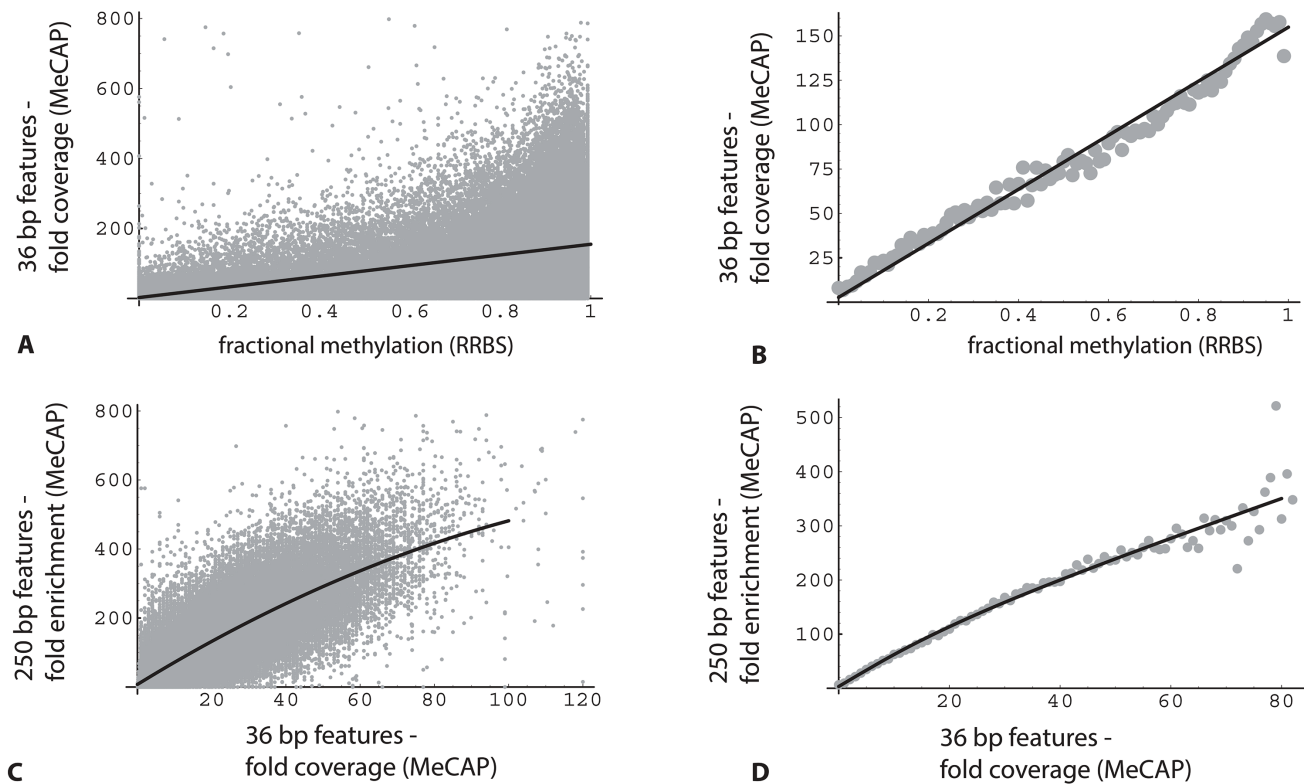 36 bp features -
fold coverage (MeCAP)
800
600
400
200
0.2 0.4 0.6 0.8 1
A
fractional methylation (RRBS)
36 bp features -
fold coverage (MeCAP)
150
125
100
75
50
25
0.2 0.4 0.6 0.8 1
B
fractional methylation (RRBS)
250 bp features -
fold enrichment (MeCAP)
800
600
400
200
20 40 60 80 100 120
36 bp features -
fold coverage (MeCAP)
C
250 bp features -
fold enrichment (MeCAP)
500
400
300
200
100
20 40 60 80
36 bp features -
fold coverage (MeCAP)
D